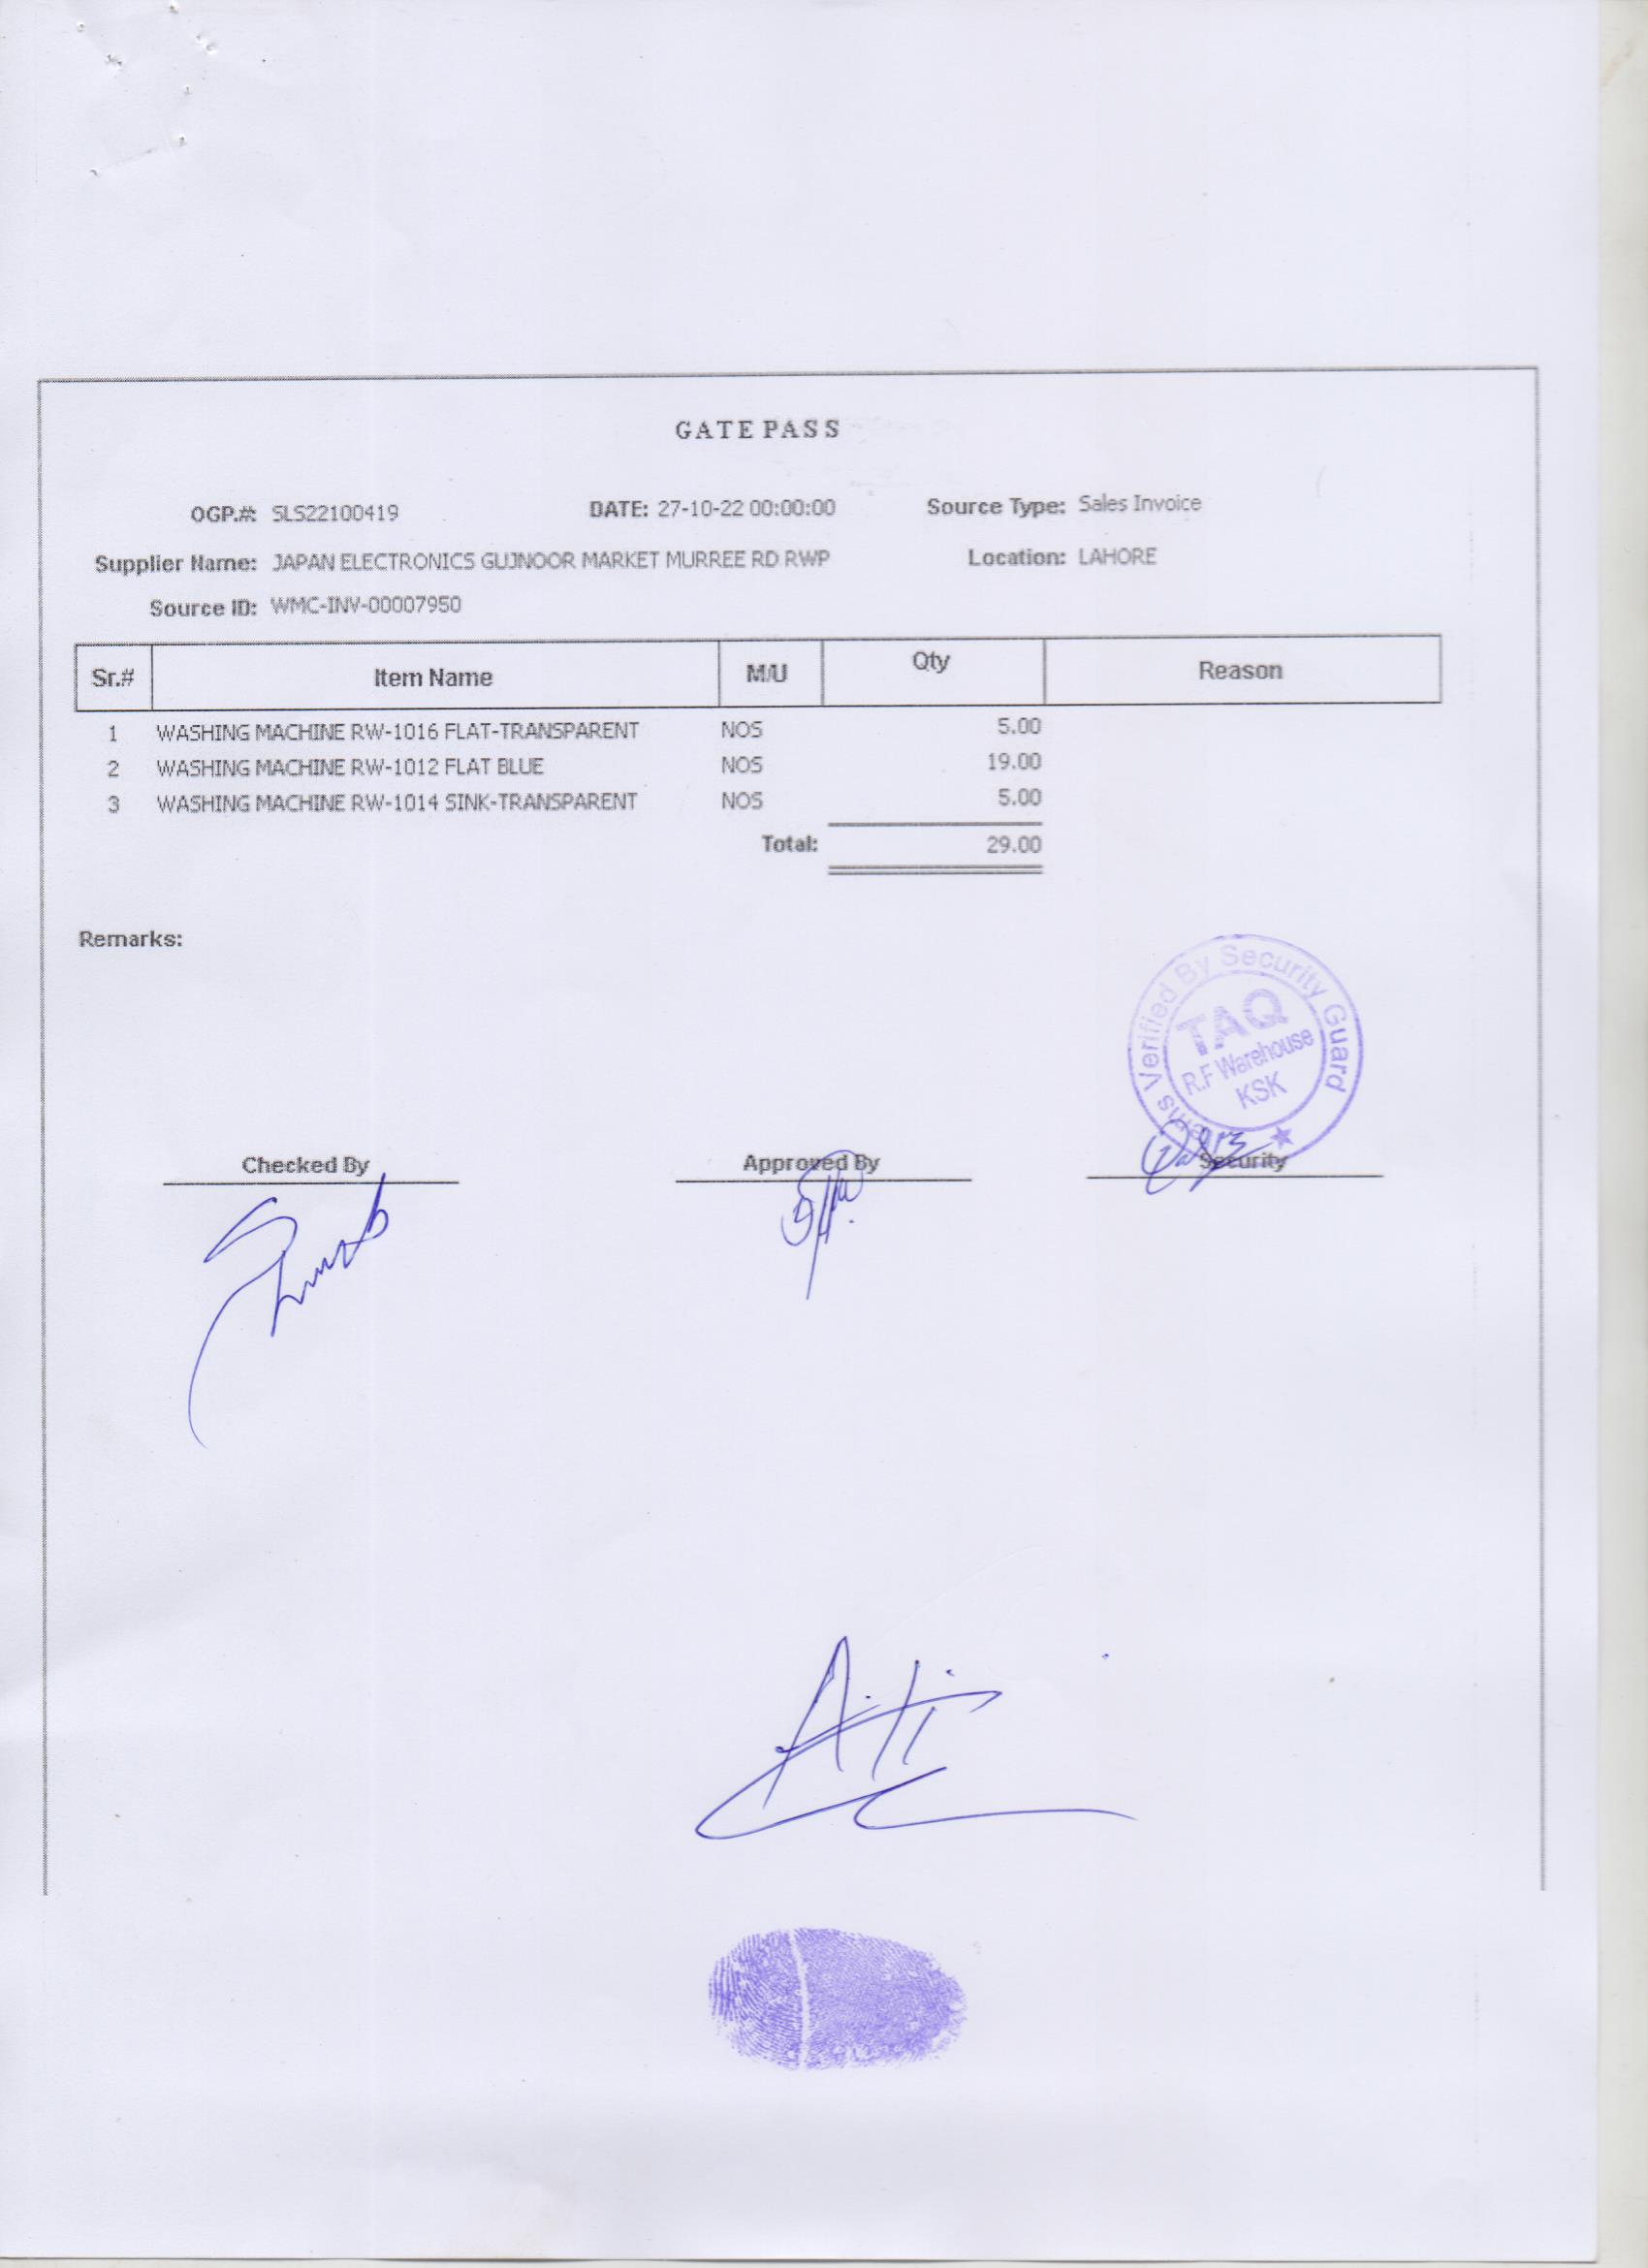 GATE PASS
OGP.#: SLS22100419 DATE: 27-10-22 00:00:00 Source Type: Sales Invoice
Supplier Name: JAPAN ELECTRONICS GUJNOOR MARKET MURREE RD RWP Location: LAHORE
Source ID: WMC-INV-00007950
Sr.# Item Name M/U Qty Reason
1 WASHING MACHINE RW-1016 FLAT-TRANSPARENT NOS 5.00
2 WASHING MACHINE RW-1012 FLAT BLUE NOS 19.00
3 WASHING MACHINE RW-1014 SINK-TRANSPARENT NOS 5.00
Total: 29.00
Remarks:
Verified By Security Guard
TAQ
R.F Warehouse
KSK
Checked By Approved By Security